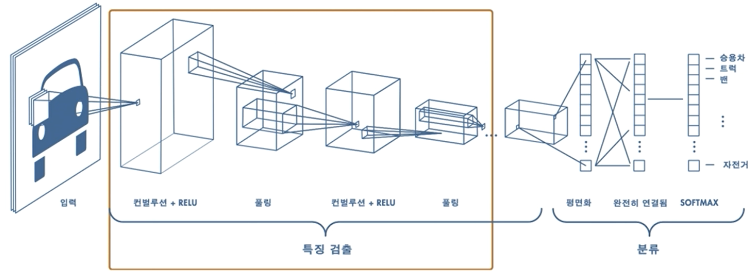 승용차
트럭
밴
자전거
입력
컨벌루션 + RELU
풀링
컨벌루션 + RELU
풀링
평면화
완전히 연결됨
SOFTMAX
특징 검출
분류